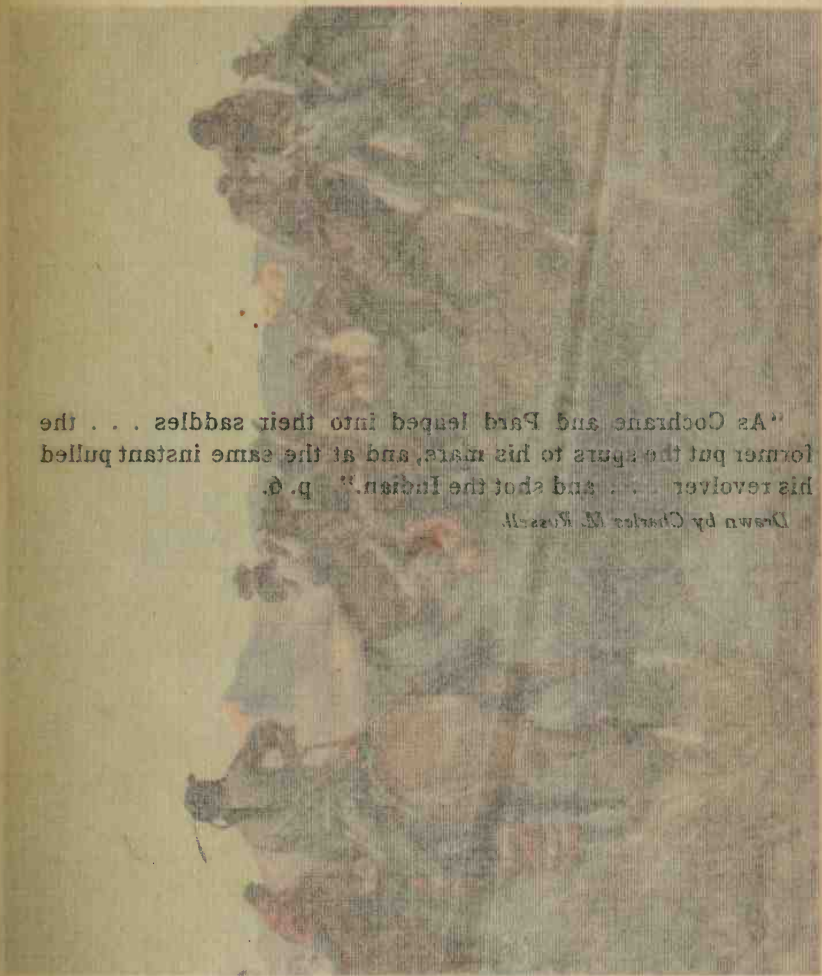 "As Cochrane and Pard leaped into their saddles . . . the
former put the spurs to his mare, and at the same instant pulled
his revolver . . . and shot the Indian." p. 6.
Drawn by Charles M. Russell.